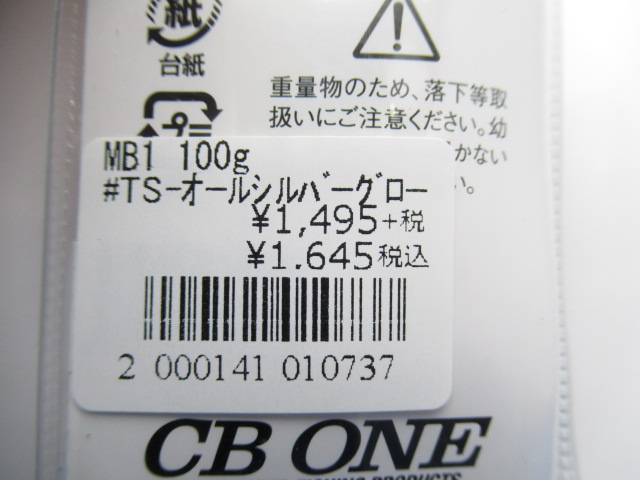 紙
台紙
重量物のため、落下等取
扱いにご注意ください。幼
かない
い。
MB1 100g
#TS-オールシルバーグロー
¥1,495+税
¥1.645税込
2 000141 010737
CB ONE